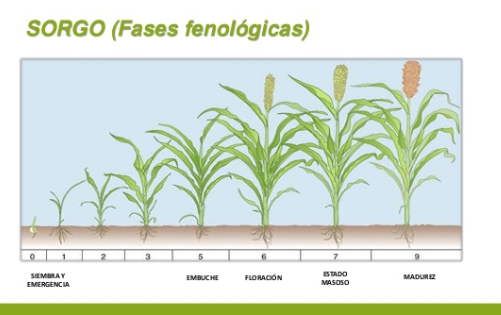 SORGO (Fases fenológicas)
0 1 2 3 5 6 7 9
SIEMBRA Y
EMERGENCIA
EMBUCHE
FLORACIÓN
ESTADO
MASOSO
MADUREZ